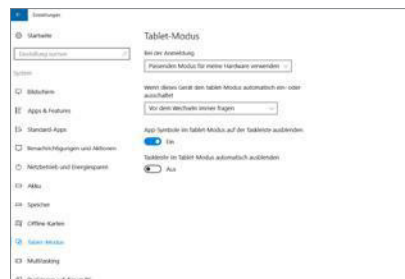 Einstellungen
Startseite
Einstellung suchen
System
Bildschirm
Apps & Features
Standard-Apps
Benachrichtigungen und Aktionen
Netzbetrieb und Energiesparen
Akku
Speicher
Offline-Karten
Tablet-Modus
Multitasking
Tablet-Modus
Bei der Anmeldung
Passenden Modus für meine Hardware verwenden
Wenn dieses Gerät den Tablet-Modus automatisch ein- oder
ausschaltet
Vor dem Wechseln immer fragen
App-Symbole im Tablet-Modus auf der Taskleiste ausblenden
Ein
Taskleiste im Tablet-Modus automatisch ausblenden
Aus